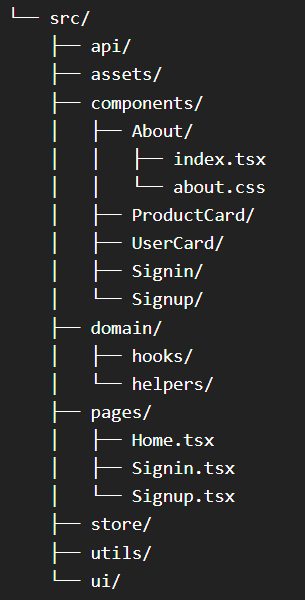 └── src/
    ├── api/
    ├── assets/
    ├── components/
    │   ├── About/
    │   │   ├── index.tsx
    │   │   └── about.css
    │   ├── ProductCard/
    │   ├── UserCard/
    │   ├── Signin/
    │   └── Signup/
    ├── domain/
    │   ├── hooks/
    │   └── helpers/
    ├── pages/
    │   ├── Home.tsx
    │   ├── Signin.tsx
    │   └── Signup.tsx
    ├── store/
    ├── utils/
    └── ui/